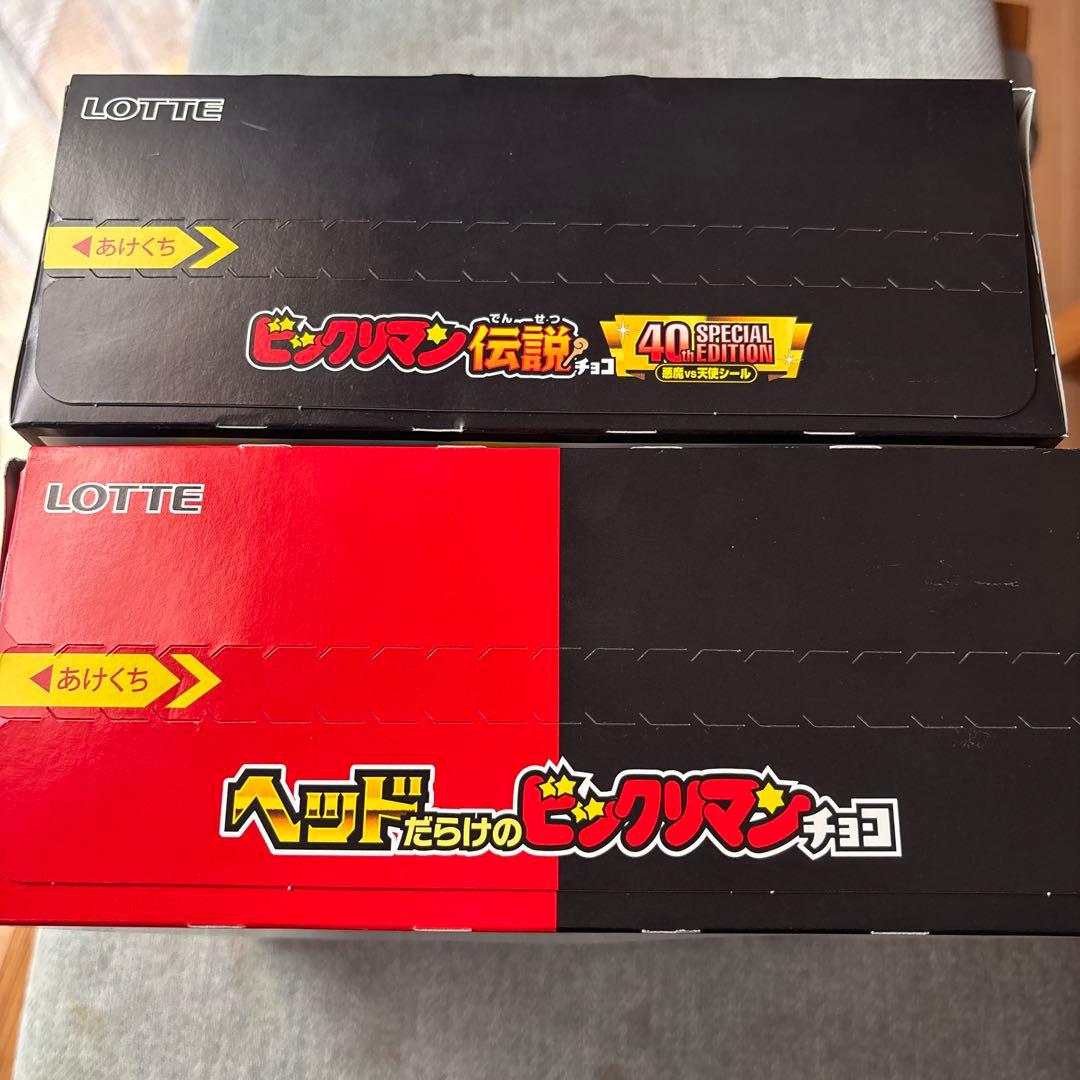 LOTTE
あけくち
でんせつ
ビックリマン伝説チョコ
40th SPECIAL EDITION
悪魔vs天使シール
LOTTE
あけくち
ヘッドだらけのビックリマンチョコ